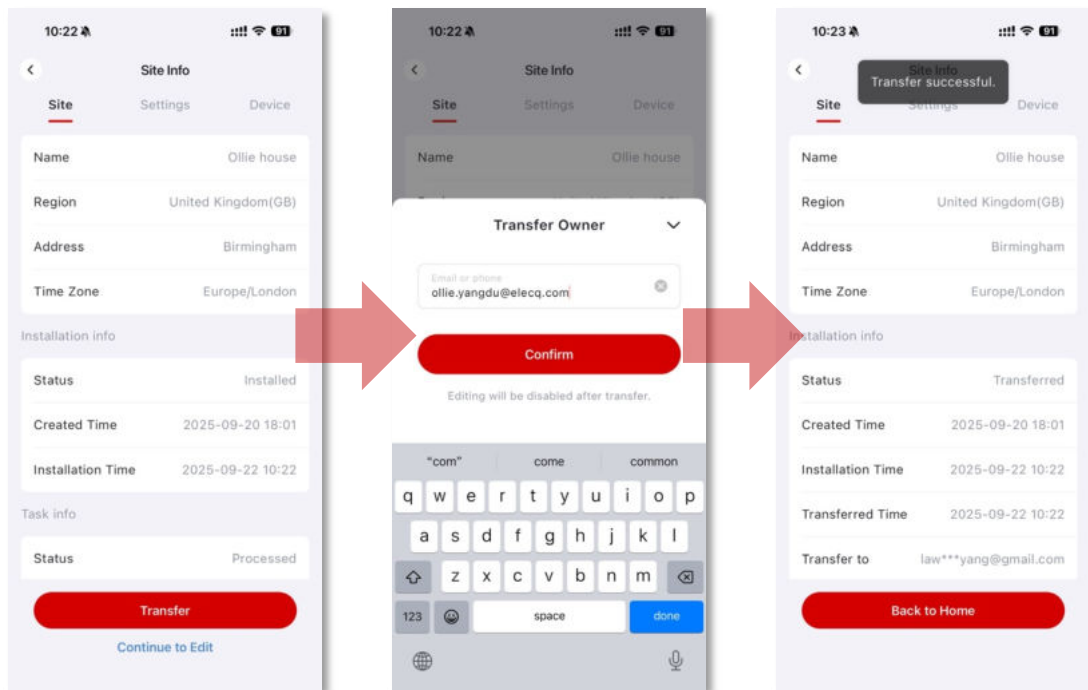 10:22
91
Site Info
Site Settings Device
Name Ollie house
Region United Kingdom(GB)
Address Birmingham
Time Zone Europe/London
Installation info
Status Installed
Created Time 2025-09-20 18:01
Installation Time 2025-09-22 10:22
Task info
Status Processed
Transfer
Continue to Edit
10:22
91
Site Info
Site Settings Device
Name Ollie house
Transfer Owner
Email or phone
ollie.yangdu@elecq.com
Confirm
Editing will be disabled after transfer.
"com" come common
q w e r t y u i o p
a s d f g h j k l
z x c v b n m
123 space done
10:23
91
Transfer successful.
Site Settings Device
Name Ollie house
Region United Kingdom(GB)
Address Birmingham
Time Zone Europe/London
Installation info
Status Transferred
Created Time 2025-09-20 18:01
Installation Time 2025-09-22 10:22
Transferred Time 2025-09-22 10:22
Transfer to law***yang@gmail.com
Back to Home